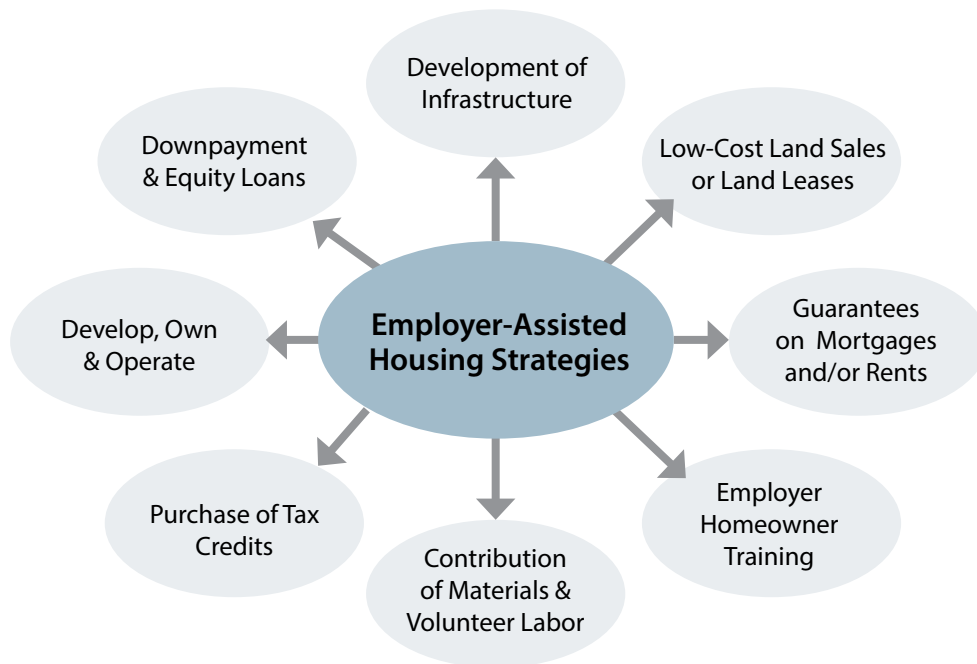 Development of
Infrastructure
Downpayment
& Equity Loans
Low-Cost Land Sales
or Land Leases
Develop, Own
& Operate
Employer-Assisted
Housing Strategies
Guarantees
on Mortgages
and/or Rents
Purchase of Tax
Credits
Contribution
of Materials &
Volunteer Labor
Employer
Homeowner
Training